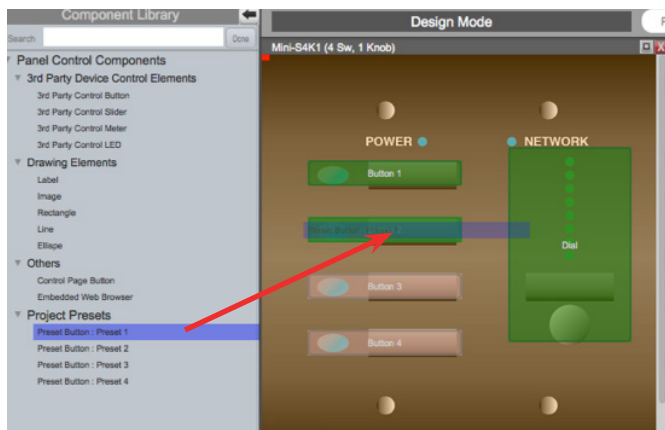 Component Library
Search
Done
Panel Control Components
3rd Party Device Control Elements
3rd Party Control Button
3rd Party Control Slider
3rd Party Control Meter
3rd Party Control LED
Drawing Elements
Label
Image
Rectangle
Line
Ellispe
Others
Control Page Button
Embedded Web Browser
Project Presets
Preset Button : Preset 1
Preset Button : Preset 2
Preset Button : Preset 3
Preset Button : Preset 4
Design Mode
Mini-S4K1 (4 Sw, 1 Knob)
X
POWER
NETWORK
Button 1
Preset Button
Dial
Button 3
Button 4